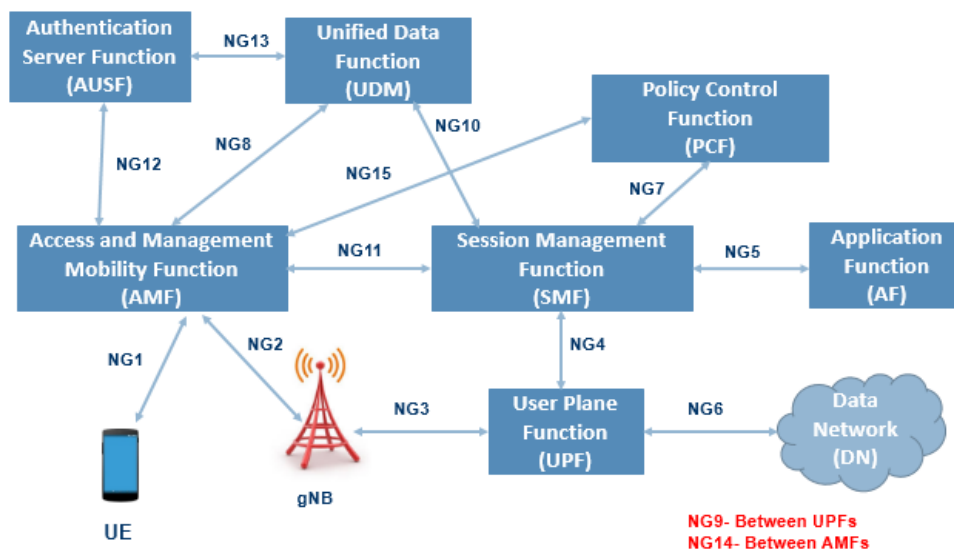 Authentication
Server Function
(AUSF)
NG13
Unified Data
Function
(UDM)
Policy Control
Function
(PCF)
NG12
NG8
NG10
NG15
NG7
Access and Management
Mobility Function
(AMF)
NG11
Session Management
Function
(SMF)
NG5
Application
Function
(AF)
NG1
NG2
NG4
NG3
User Plane
Function
(UPF)
NG6
Data
Network
(DN)
gNB
UE
NG9- Between UPFs
NG14- Between AMFs